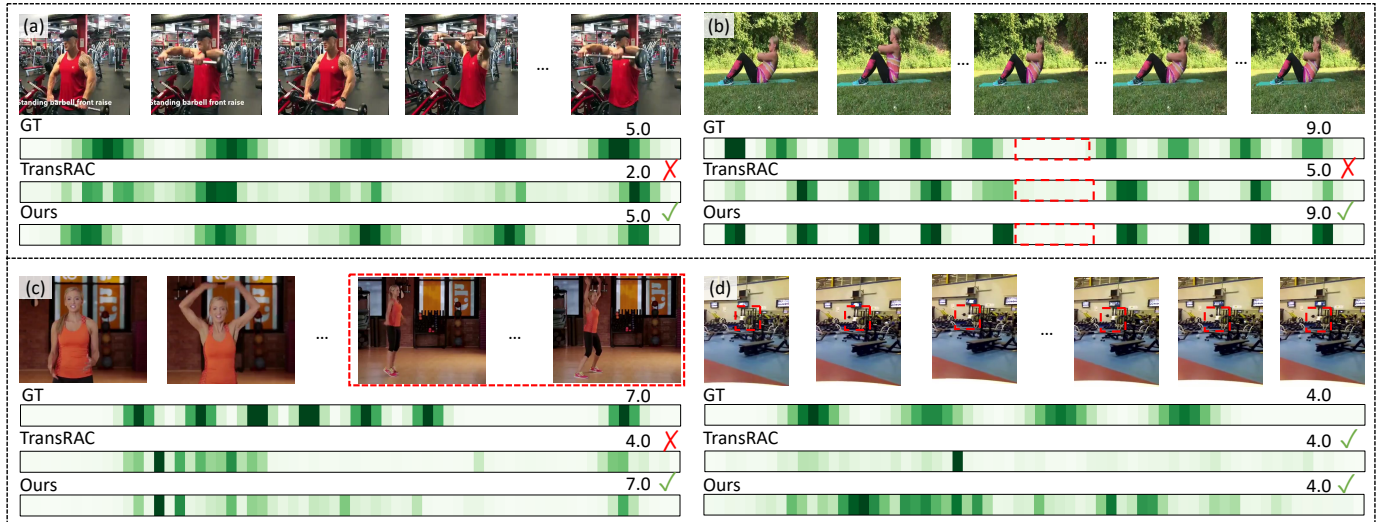 (a)
Standing barbell front raise
Standing barbell front raise
...
GT
5.0
TransRAC
2.0
Ours
5.0
(b)
...
...
...
GT
9.0
TransRAC
5.0
Ours
9.0
(c)
...
...
GT
7.0
TransRAC
4.0
Ours
7.0
(d)
...
GT
4.0
TransRAC
4.0
Ours
4.0